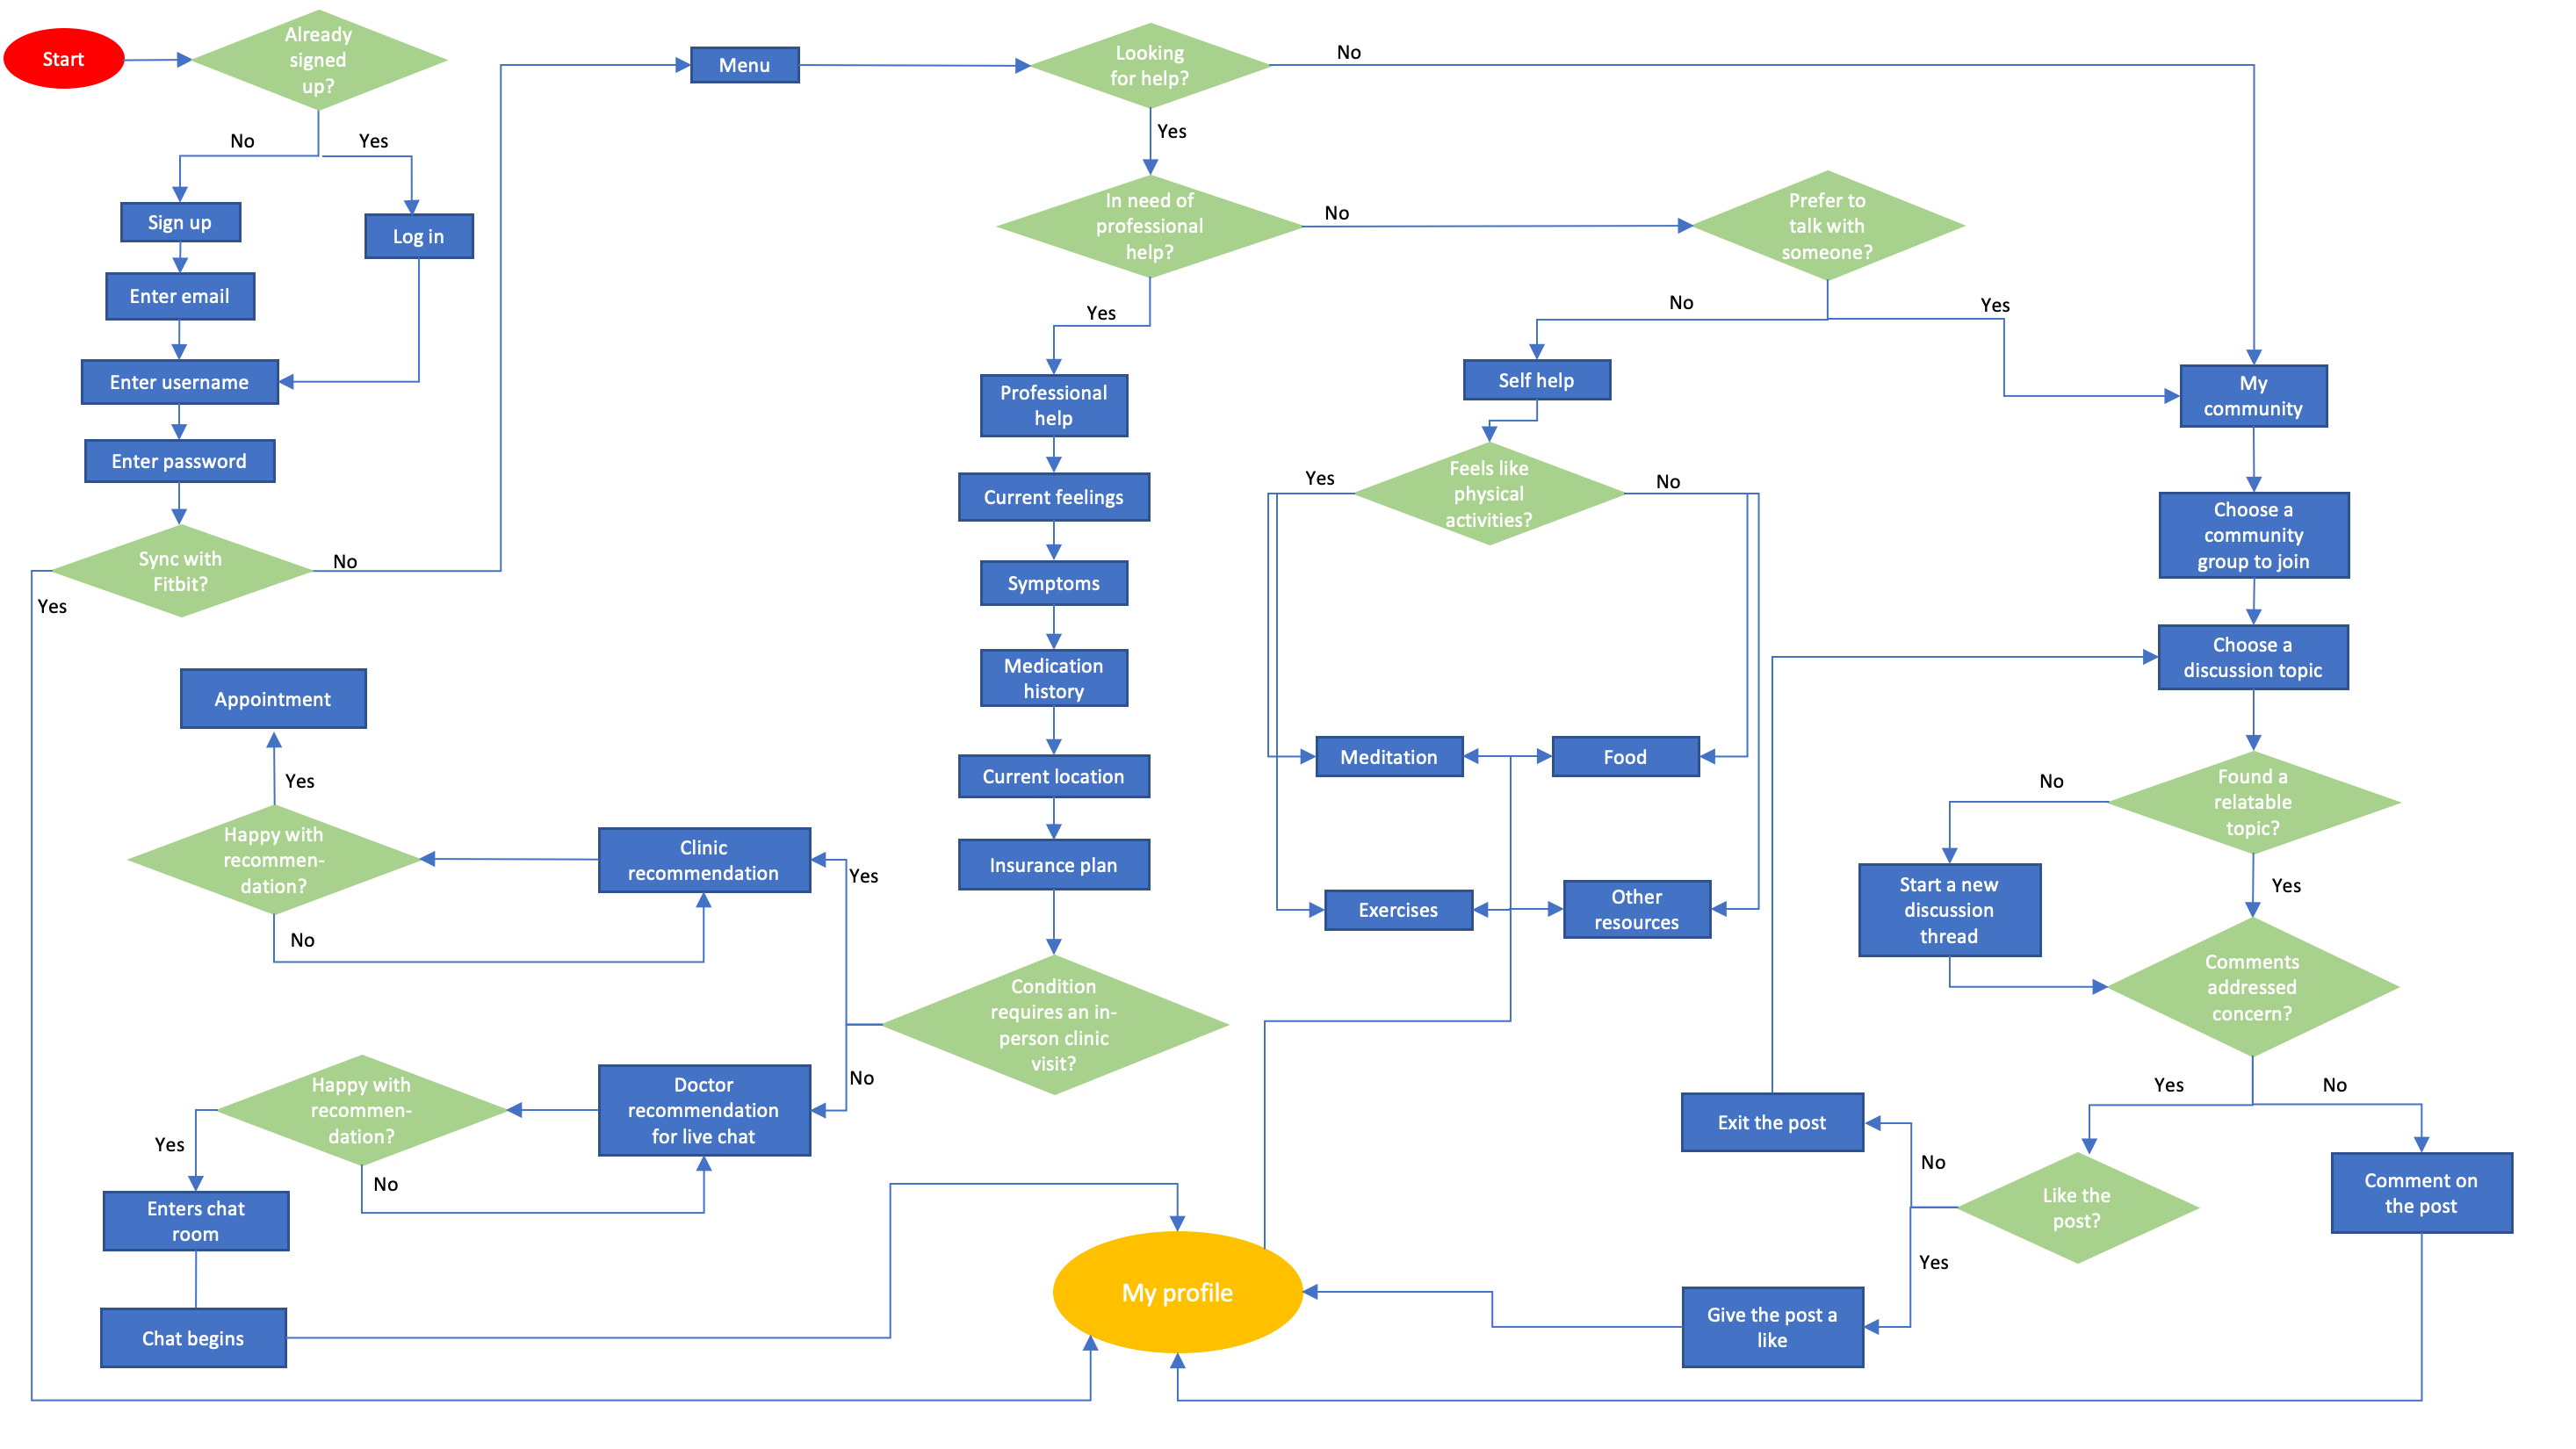 Start
Already
signed
up?
No
Yes
Sign up
Log in
Enter email
Enter username
Enter password
Sync with
Fitbit?
No
Yes
Menu
Looking
for help?
No
Yes
In need of
professional
help?
No
Yes
Prefer to
talk with
someone?
No
Yes
Professional
help
Current feelings
Symptoms
Medication
history
Current location
Insurance plan
Condition
requires an in-
person clinic
visit?
Yes
No
Clinic
recommendation
Happy with
recommen-
dation?
Yes
No
Appointment
Doctor
recommendation
for live chat
Happy with
recommen-
dation?
Yes
No
Enters chat
room
Chat begins
Self help
Feels like
physical
activities?
Yes
No
Meditation
Food
Exercises
Other
resources
My
community
Choose a
community
group to join
Choose a
discussion topic
Found a
relatable
topic?
No
Yes
Start a new
discussion
thread
Comments
addressed
concern?
Yes
No
Like the
post?
No
Yes
Exit the post
Give the post a
like
Comment on
the post
My profile